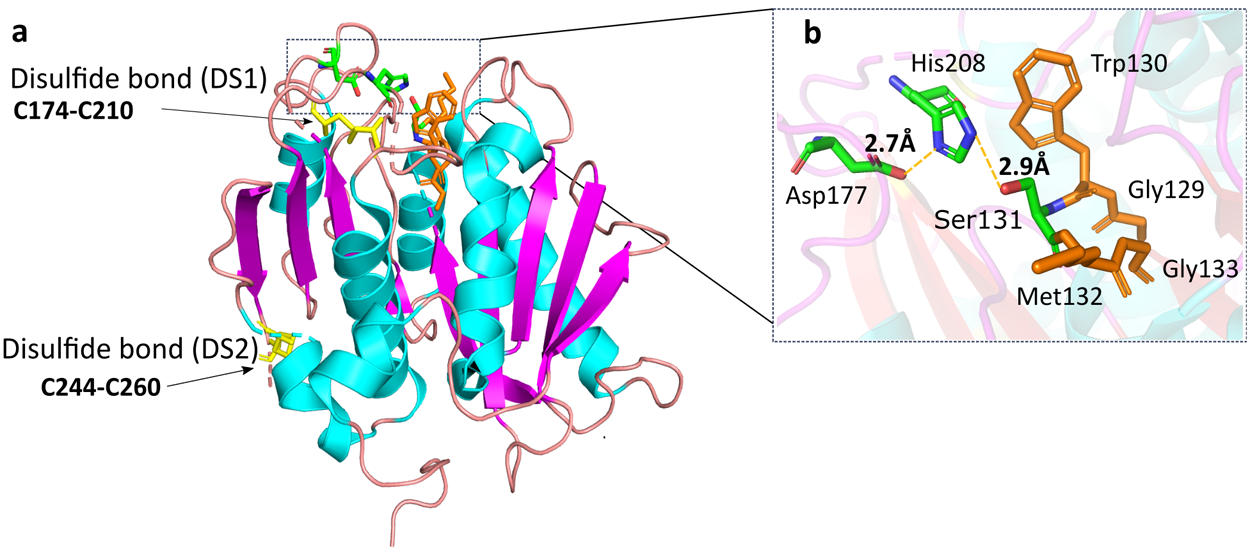 a
Disulfide bond (DS1)
C174-C210
Disulfide bond (DS2)
C244-C260
b
His208
Trp130
2.7Å
2.9Å
Asp177
Gly129
Ser131
Gly133
Met132